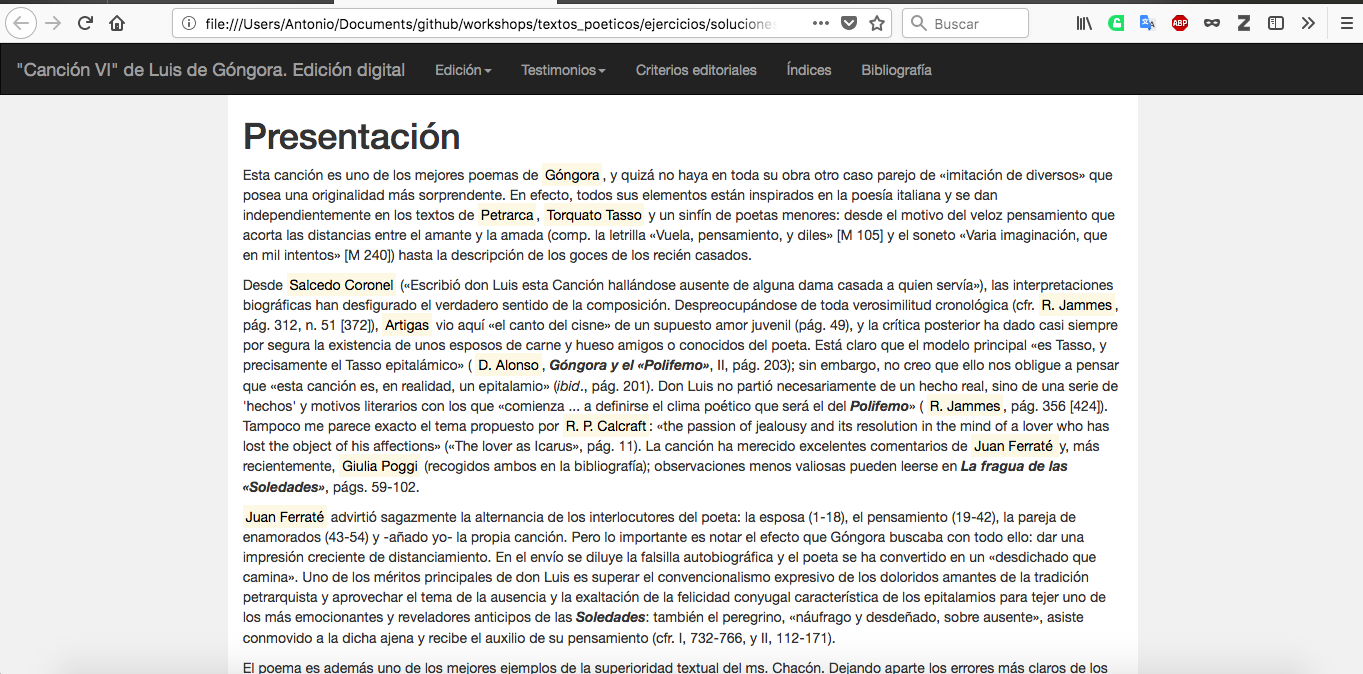 file:///Users/Antonio/Documents/github/workshops/textos_poeticos/ejercicios/soluciones
Buscar
ABP
"Canción VI" de Luis de Góngora. Edición digital Edición Testimonios Criterios editoriales Índices Bibliografía
Presentación
Esta canción es uno de los mejores poemas de Góngora, y quizá no haya en toda su obra otro caso parejo de «imitación de diversos» que
posea una originalidad más sorprendente. En efecto, todos sus elementos están inspirados en la poesía italiana y se dan
independientemente en los textos de Petrarca, Torquato Tasso y un sinfín de poetas menores: desde el motivo del veloz pensamiento que
acorta las distancias entre el amante y la amada (comp. la letrilla «Vuela, pensamiento, y diles» [M 105] y el soneto «Varia imaginación, que
en mil intentos» [M 240]) hasta la descripción de los goces de los recién casados.
Desde Salcedo Coronel («Escribió don Luis esta Canción hallándose ausente de alguna dama casada a quien servía»), las interpretaciones
biográficas han desfigurado el verdadero sentido de la composición. Despreocupándose de toda verosimilitud cronológica (cfr. R. Jammes,
pág. 312, n. 51 [372]), Artigas vio aquí «el canto del cisne» de un supuesto amor juvenil (pág. 49), y la crítica posterior ha dado casi siempre
por segura la existencia de unos esposos de carne y hueso amigos o conocidos del poeta. Está claro que el modelo principal «es Tasso, y
precisamente el Tasso epitalámico» ( D. Alonso, Góngora y el «Polifemo», II, pág. 203); sin embargo, no creo que ello nos obligue a pensar
que «esta canción es, en realidad, un epitalamio» (ibid., pág. 201). Don Luis no partió necesariamente de un hecho real, sino de una serie de
'hechos' y motivos literarios con los que «comienza ... a definirse el clima poético que será el del Polifemo» ( R. Jammes, pág. 356 [424]).
Tampoco me parece exacto el tema propuesto por R. P. Calcraft: «the passion of jealousy and its resolution in the mind of a lover who has
lost the object of his affections» («The lover as Icarus», pág. 11). La canción ha merecido excelentes comentarios de Juan Ferraté y, más
recientemente, Giulia Poggi (recogidos ambos en la bibliografía); observaciones menos valiosas pueden leerse en La fragua de las
«Soledades», págs. 59-102.
Juan Ferraté advirtió sagazmente la alternancia de los interlocutores del poeta: la esposa (1-18), el pensamiento (19-42), la pareja de
enamorados (43-54) y -añado yo- la propia canción. Pero lo importante es notar el efecto que Góngora buscaba con todo ello: dar una
impresión creciente de distanciamiento. En el envío se diluye la falsilla autobiográfica y el poeta se ha convertido en un «desdichado que
camina». Uno de los méritos principales de don Luis es superar el convencionalismo expresivo de los doloridos amantes de la tradición
petrarquista y aprovechar el tema de la ausencia y la exaltación de la felicidad conyugal característica de los epitalamios para tejer uno de
los más emocionantes y reveladores anticipos de las Soledades: también el peregrino, «náufrago y desdeñado, sobre ausente», asiste
conmovido a la dicha ajena y recibe el auxilio de su pensamiento (cfr. I, 732-766, y II, 112-171).
El poema es además uno de los mejores ejemplos de la superioridad textual del ms. Chacón. Dejando aparte los errores más claros de los